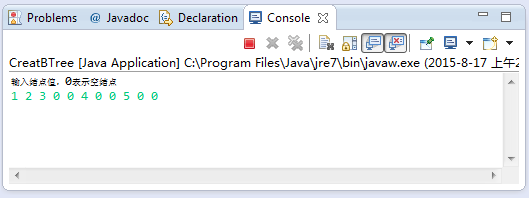 Problems @ Javadoc Declaration Console
CreatBTree [Java Application] C:\Program Files\Java\jre7\bin\javaw.exe (2015-8-17 上午2
输入结点值，0表示空结点
1 2 3 0 0 4 0 0 5 0 0